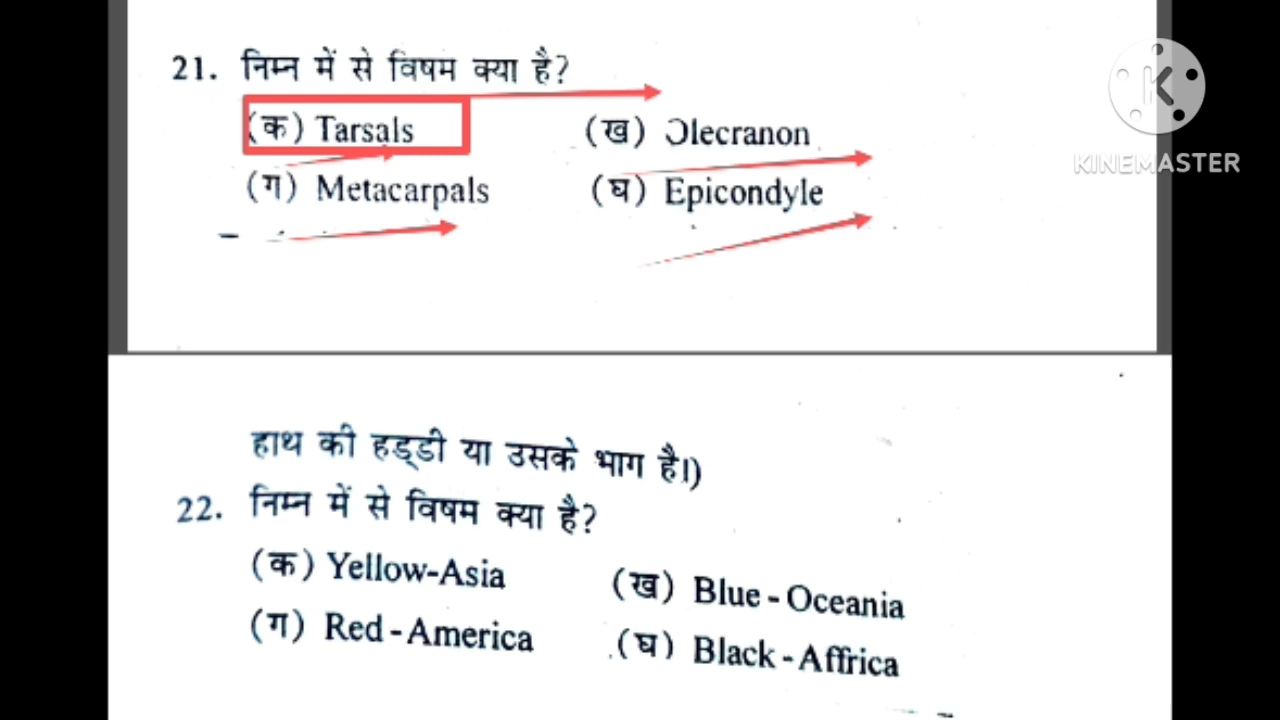 21. निम्न में से विषम क्या है?
(क) Tarsals (ख) Olecranon
(ग) Metacarpals (घ) Epicondyle
KINEMASTER
हाथ की हड्डी या उसके भाग है।)
22. निम्न में से विषम क्या है?
(क) Yellow-Asia (ख) Blue - Oceania
(ग) Red - America (घ) Black - Affrica